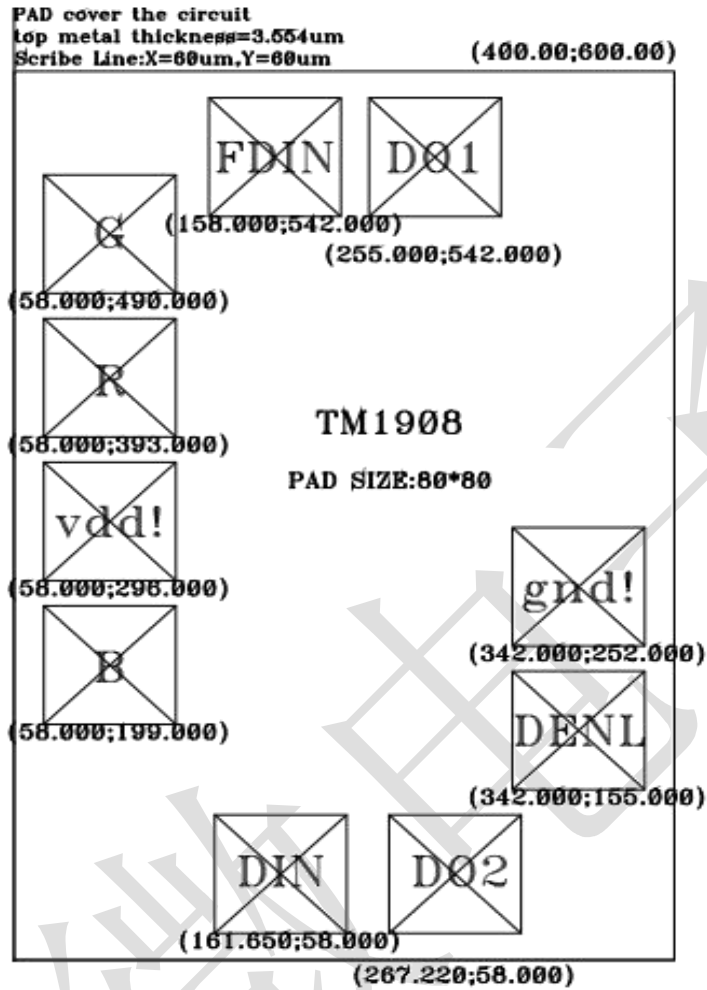 PAD cover the circuit
top metal thickness=3.554um
Scribe Line:X=60um,Y=60um
(400.00;600.00)
FDIN
DO1
(158.000;542.000)
(255.000;542.000)
G
(58.000;490.000)
R
(58.000;393.000)
TM1908
PAD SIZE:80*80
vdd!
(58.000;296.000)
gnd!
(342.000;252.000)
B
(58.000;199.000)
DENL
(342.000;155.000)
DIN
DO2
(161.650;58.000)
(267.220;58.000)